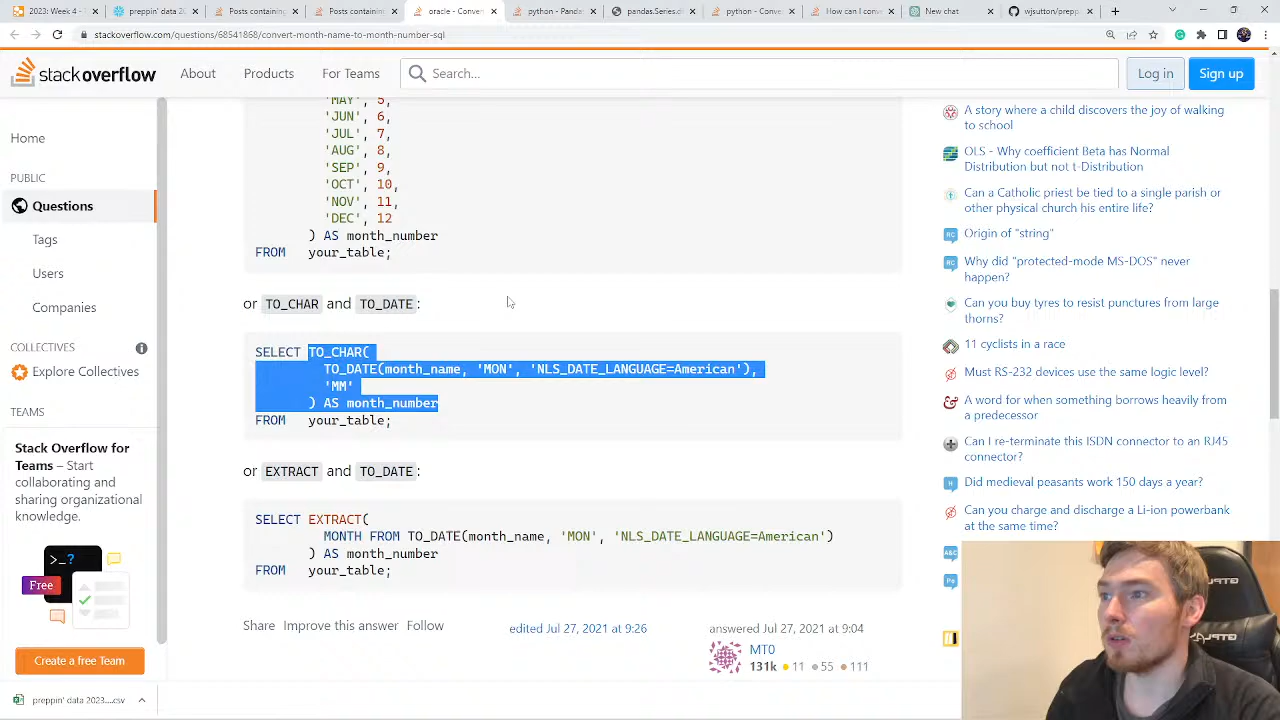 2023: Week 4 -
preppin' data 20
Posts containing
Posts containing
oracle - Conver
python - Panda
pandas.Series.d
python - Conve
How can I conv
New chat
wjsutton/prepp
stackoverflow.com/questions/68541868/convert-month-name-to-month-number-sql
stackoverflow
About
Products
For Teams
Search...
Log in
Sign up
Home
PUBLIC
Questions
Tags
Users
Companies
COLLECTIVES
Explore Collectives
TEAMS
Stack Overflow for
Teams – Start
collaborating and
sharing organizational
knowledge.
>_?
Free
Create a free Team
'MAY', 5,
'JUN', 6,
'JUL', 7,
'AUG', 8,
'SEP', 9,
'OCT', 10,
'NOV', 11,
'DEC', 12
) AS month_number
FROM your_table;
or TO_CHAR and TO_DATE:
SELECT TO_CHAR(
TO_DATE(month_name, 'MON', 'NLS_DATE_LANGUAGE=American'),
'MM'
) AS month_number
FROM your_table;
or EXTRACT and TO_DATE:
SELECT EXTRACT(
MONTH FROM TO_DATE(month_name, 'MON', 'NLS_DATE_LANGUAGE=American')
) AS month_number
FROM your_table;
Share Improve this answer Follow
edited Jul 27, 2021 at 9:26
answered Jul 27, 2021 at 9:04
MT0
131k 11 55 111
A story where a child discovers the joy of walking
to school
OLS - Why coefficient Beta has Normal
Distribution but not t-Distribution
Can a Catholic priest be tied to a single parish or
other physical church his entire life?
RC
Origin of "string"
RC
Why did "protected-mode MS-DOS" never
happen?
Can you buy tyres to resist punctures from large
thorns?
11 cyclists in a race
Must RS-232 devices use the same logic level?
A word for when something borrows heavily from
a predecessor
Can I re-terminate this ISDN connector to an RJ45
connector?
H
Did medieval peasants work 150 days a year?
Can you charge and discharge a Li-ion powerbank
at the same time?
ABC
Pe
GTPLAYER
preppin' data 2023....csv